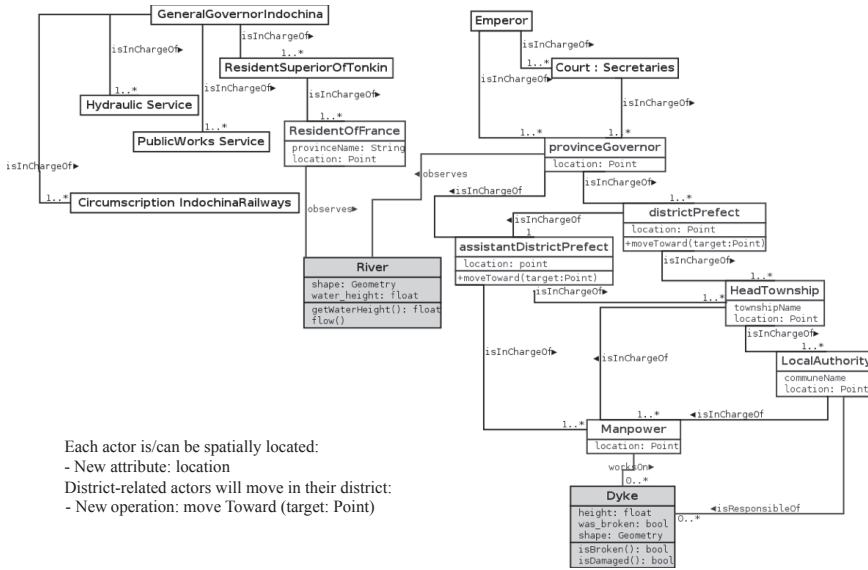 GeneralGovernorIndochina
isInChargeOf▶
1..*
Hydraulic Service
isInChargeOf▶
1..*
PublicWorks Service
isInChargeOf▶
1..*
ResidentSuperiorOfTonkin
isInChargeOf▶
1..*
ResidentOfFrance
provinceName: String
location: Point
isInChargeOf▶
1..*
Circumscription IndochinaRailways
observes▶
◀observes
River
shape: Geometry
water_height: float
getWaterHeight(): float
flow()
Emperor
isInChargeOf▶
1..*
Court : Secretaries
isInChargeOf▶
isInChargeOf▶
1..*
1..*
provinceGovernor
location: Point
◀isInChargeOf
isInChargeOf▶
1..*
districtPrefect
location: Point
+moveToward(target:Point)
◀isInChargeOf
1
assistantDistrictPrefect
location: point
+moveToward(target:Point)
isInChargeOf▶
1..*
HeadTownship
townshipName
location: Point
isInChargeOf▶
1..*
isInChargeOf▶
1..*
LocalAuthority
communeName
location: Point
isInChargeOf▶
◀isInChargeOf
◀isInChargeOf
1..*
1..*
Manpower
location: Point
worksOn▶
0..*
Dyke
height: float
was_broken: bool
shape: Geometry
isBroken(): bool
isDamaged(): bool
◀isResponsibleOf
0..*
Each actor is/can be spatially located:
- New attribute: location
District-related actors will move in their district:
- New operation: move Toward (target: Point)